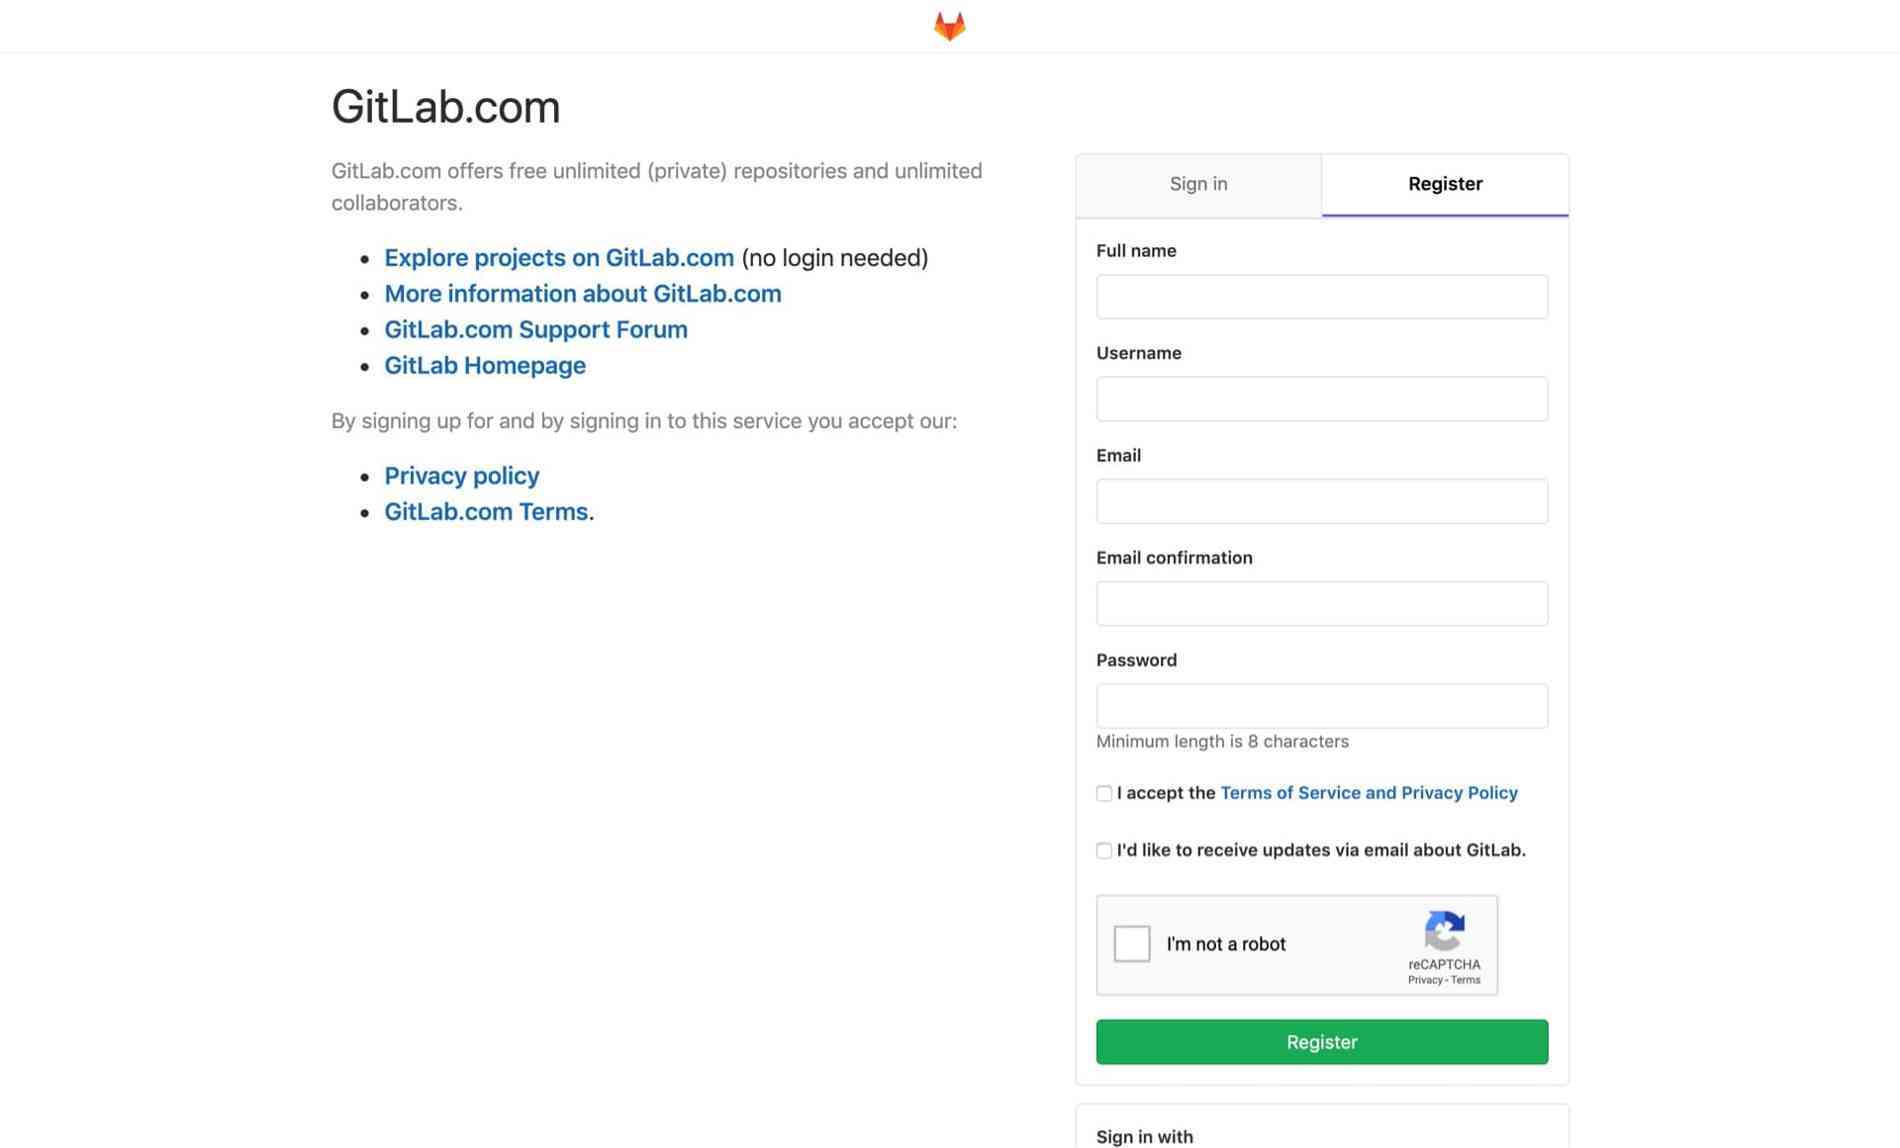 GitLab.com
GitLab.com offers free unlimited (private) repositories and unlimited
collaborators.
Explore projects on GitLab.com (no login needed)
More information about GitLab.com
GitLab.com Support Forum
GitLab Homepage
By signing up for and by signing in to this service you accept our:
Privacy policy
GitLab.com Terms.
Sign in
Register
Full name
Username
Email
Email confirmation
Password
Minimum length is 8 characters
I accept the Terms of Service and Privacy Policy
I'd like to receive updates via email about GitLab.
I'm not a robot
reCAPTCHA
Privacy - Terms
Register
Sign in with